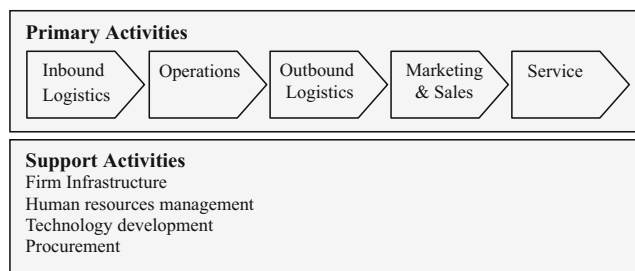 Primary Activities
Inbound
Logistics
Operations
Outbound
Logistics
Marketing
& Sales
Service
Support Activities
Firm Infrastructure
Human resources management
Technology development
Procurement